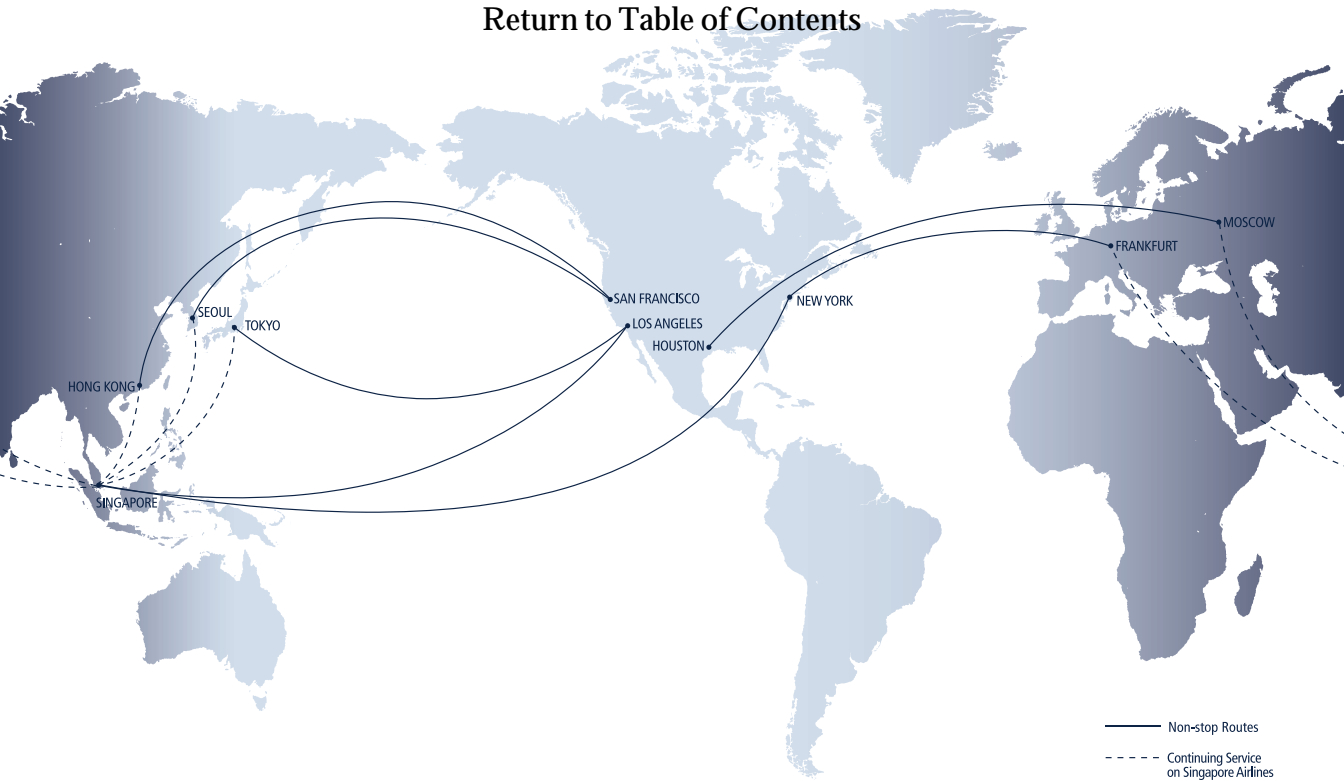 Return to Table of Contents
MOSCOW
FRANKFURT
SAN FRANCISCO
NEW YORK
SEOUL
TOKYO
LOS ANGELES
HOUSTON
HONG KONG
SINGAPORE
Non-stop Routes
Continuing Service
on Singapore Airlines